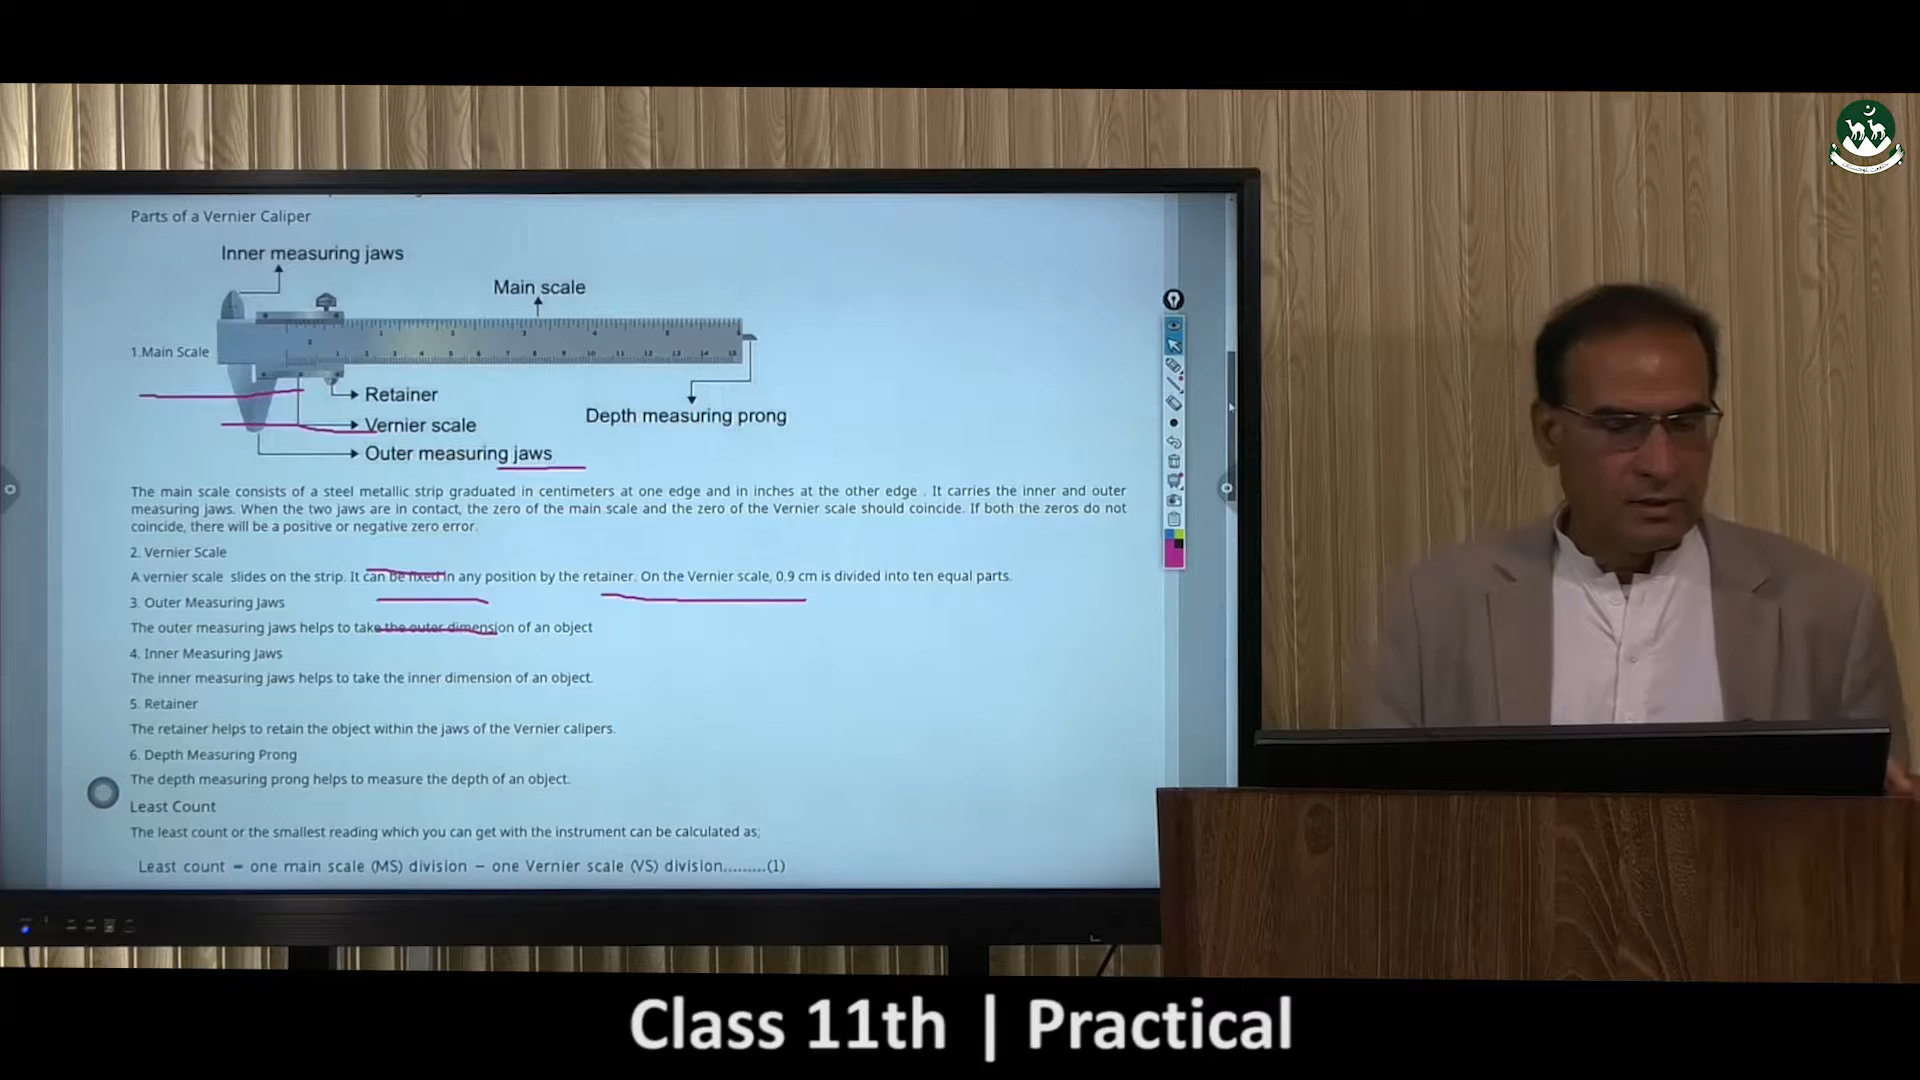 Parts of a Vernier Caliper
Inner measuring jaws
Main scale
1.Main Scale
Retainer
Vernier scale
Depth measuring prong
Outer measuring jaws
The main scale consists of a steel metallic strip graduated in centimeters at one edge and in inches at the other edge . It carries the inner and outer
measuring jaws. When the two jaws are in contact, the zero of the main scale and the zero of the Vernier scale should coincide. If both the zeros do not
coincide, there will be a positive or negative zero error.
2. Vernier Scale
A vernier scale slides on the strip. It can be fixed in any position by the retainer. On the Vernier scale, 0.9 cm is divided into ten equal parts.
3. Outer Measuring Jaws
The outer measuring jaws helps to take the outer dimension of an object
4. Inner Measuring Jaws
The inner measuring jaws helps to take the inner dimension of an object.
5. Retainer
The retainer helps to retain the object within the jaws of the Vernier calipers.
6. Depth Measuring Prong
The depth measuring prong helps to measure the depth of an object.
Least Count
The least count or the smallest reading which you can get with the instrument can be calculated as;
Least count = one main scale (MS) division − one Vernier scale (VS) division.........(1)
Class 11th | Practical